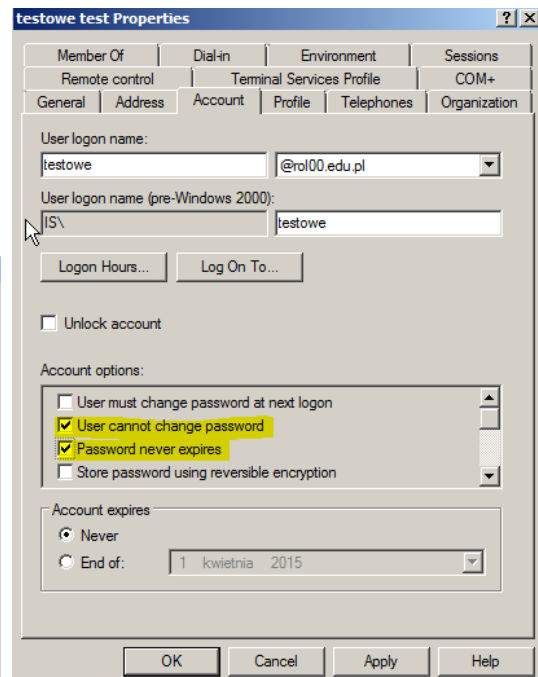 testowe test Properties
Member Of Dial-in Environment Sessions
Remote control Terminal Services Profile COM+
General Address Account Profile Telephones Organization
User logon name:
testowe @rol00.edu.pl
User logon name (pre-Windows 2000):
IS\ testowe
Logon Hours... Log On To...
Unlock account
Account options:
User must change password at next logon
User cannot change password
Password never expires
Store password using reversible encryption
Account expires
Never
End of: 1 kwietnia 2015
OK Cancel Apply Help